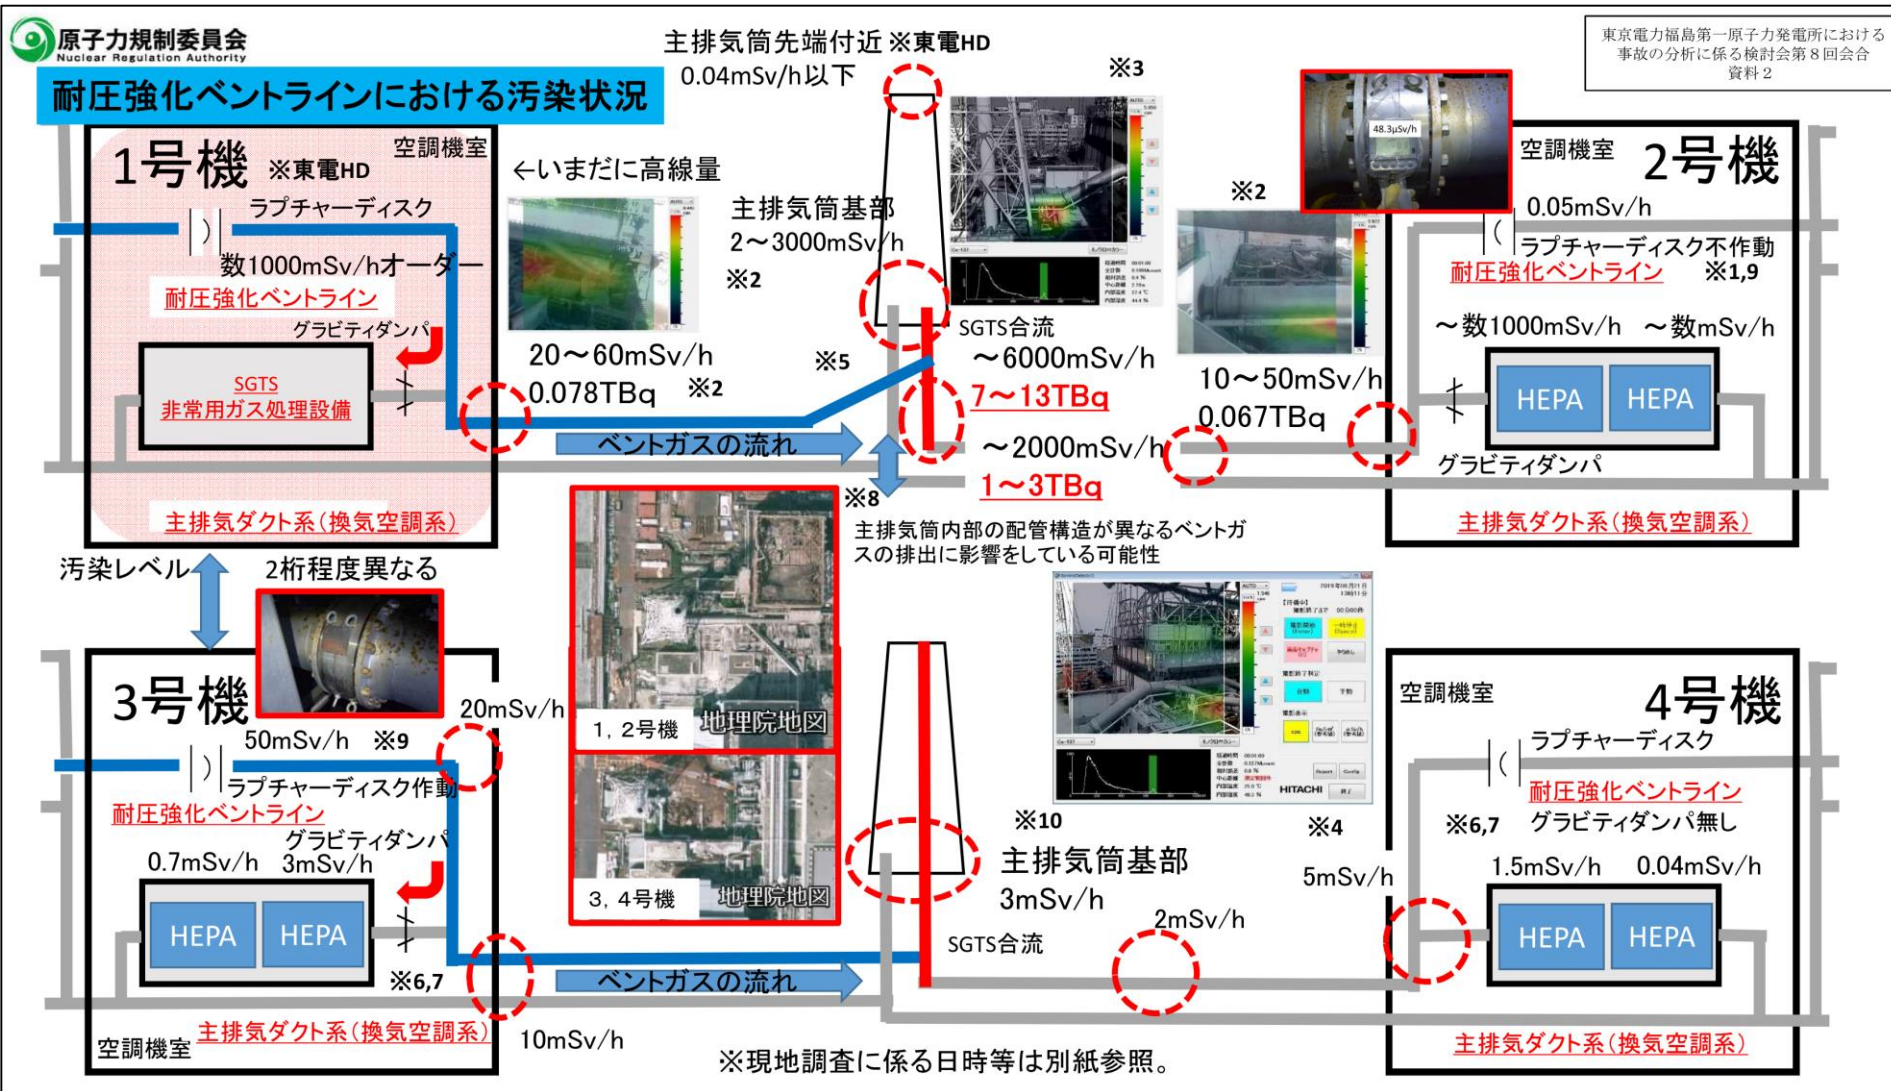 原子力規制委員会
Nuclear Regulation Authority
東京電力福島第一原子力発電所における
事故の分析に係る検討会第8回会合
資料2
耐圧強化ベントラインにおける汚染状況
主排気筒先端付近 ※東電HD
0.04mSv/h以下
※3
1号機 ※東電HD
空調機室
ラプチャーディスク
数1000mSv/hオーダー
耐圧強化ベントライン
グラビティダンパ
SGTS
非常用ガス処理設備
主排気ダクト系(換気空調系)
←いまだに高線量
主排気筒基部
2～3000mSv/h
※2
20～60mSv/h
0.078TBq ※2
※5
ベントガスの流れ
SGTS合流
～6000mSv/h
7～13TBq
～2000mSv/h
1～3TBq
※8
主排気筒内部の配管構造が異なるベントガ
スの排出に影響をしている可能性
※2
48.3μSv/h
10～50mSv/h
0.067TBq
空調機室
2号機
0.05mSv/h
ラプチャーディスク不作動
耐圧強化ベントライン ※1,9
～数1000mSv/h ～数mSv/h
HEPA HEPA
グラビティダンパ
主排気ダクト系(換気空調系)
汚染レベル 2桁程度異なる
1, 2号機 地理院地図
3, 4号機 地理院地図
3号機
50mSv/h ※9
20mSv/h
ラプチャーディスク作動
耐圧強化ベントライン
グラビティダンパ
0.7mSv/h 3mSv/h
HEPA HEPA
※6,7
主排気ダクト系(換気空調系)
空調機室
10mSv/h
ベントガスの流れ
※10
主排気筒基部
3mSv/h
SGTS合流
2mSv/h
HITACHI
※4
空調機室
4号機
ラプチャーディスク
耐圧強化ベントライン
※6,7 グラビティダンパ無し
5mSv/h
1.5mSv/h 0.04mSv/h
HEPA HEPA
主排気ダクト系(換気空調系)
※現地調査に係る日時等は別紙参照。